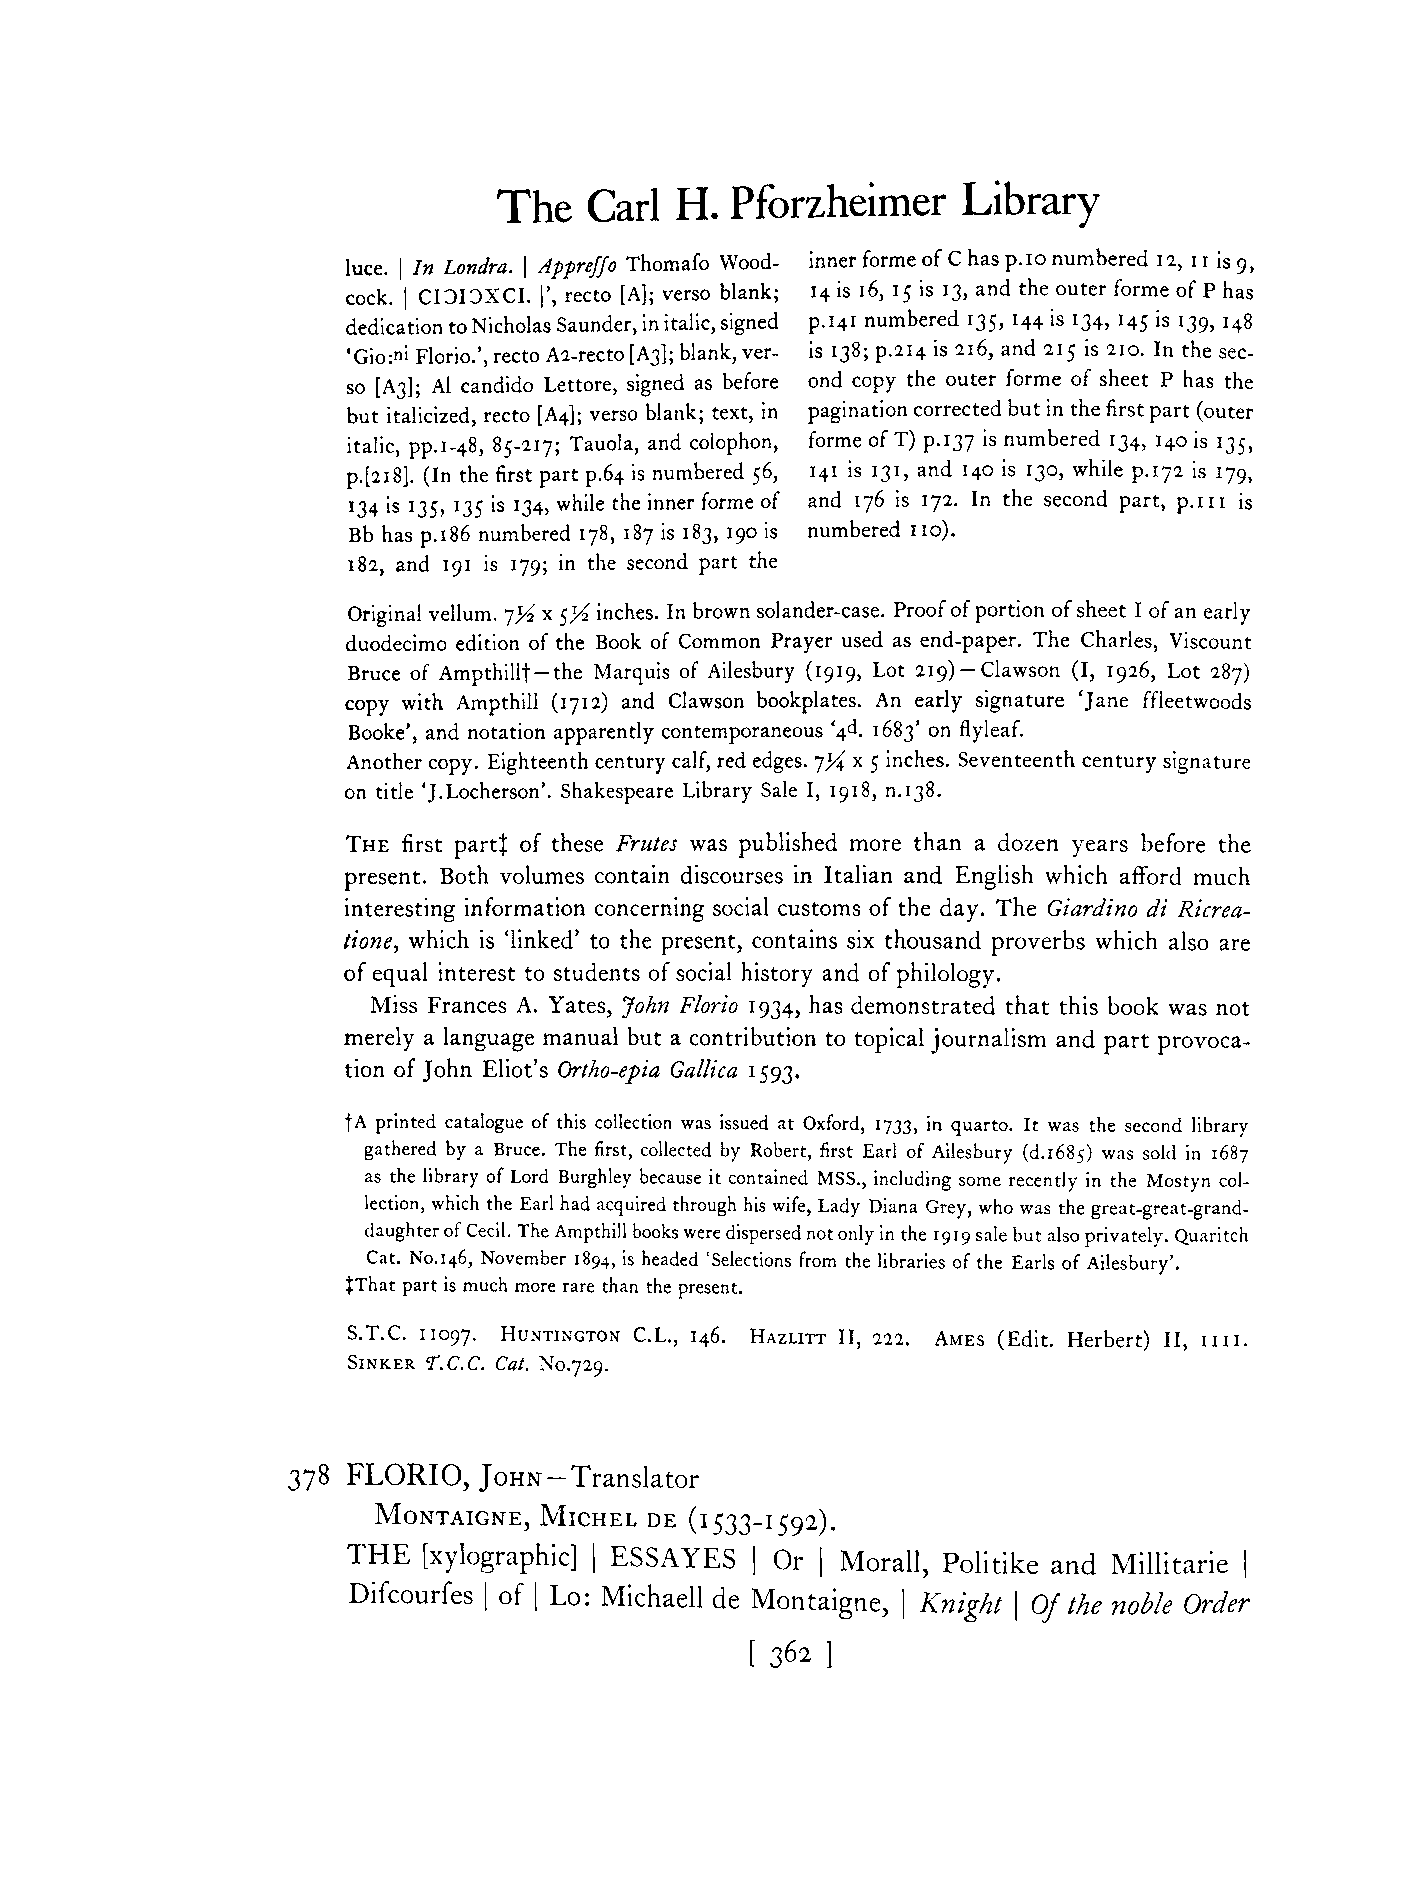 The Carl H. Pforzheimer Library
luce. | In Londra. | Appreſſo Thomaſo Wood-
cock. | CIƆIƆXCI. |’, recto [A]; verso blank;
dedication to Nicholas Saunder, in italic, signed
‘Gio:ni Florio.’, recto A2-recto [A3]; blank, ver-
so [A3]; Al candido Lettore, signed as before
but italicized, recto [A4]; verso blank; text, in
italic, pp.1-48, 85-217; Tauola, and colophon,
p.[218]. (In the first part p.64 is numbered 56,
134 is 135, 135 is 134, while the inner forme of
Bb has p.186 numbered 178, 187 is 183, 190 is
182, and 191 is 179; in the second part the
inner forme of C has p.10 numbered 12, 11 is 9,
14 is 16, 15 is 13, and the outer forme of P has
p.141 numbered 135, 144 is 134, 145 is 139, 148
is 138; p.214 is 216, and 215 is 210. In the sec-
ond copy the outer forme of sheet P has the
pagination corrected but in the first part (outer
forme of T) p.137 is numbered 134, 140 is 135,
141 is 131, and 140 is 130, while p.172 is 179,
and 176 is 172. In the second part, p.111 is
numbered 110).
Original vellum. 7½ x 5½ inches. In brown solander-case. Proof of portion of sheet I of an early
duodecimo edition of the Book of Common Prayer used as end-paper. The Charles, Viscount
Bruce of Ampthill†—the Marquis of Ailesbury (1919, Lot 219)—Clawson (I, 1926, Lot 287)
copy with Ampthill (1712) and Clawson bookplates. An early signature ‘Jane ffleetwoods
Booke’, and notation apparently contemporaneous ‘4d. 1683’ on flyleaf.
Another copy. Eighteenth century calf, red edges. 7¼ x 5 inches. Seventeenth century signature
on title ‘J.Locherson’. Shakespeare Library Sale I, 1918, n.138.
THE first part‡ of these Frutes was published more than a dozen years before the
present. Both volumes contain discourses in Italian and English which afford much
interesting information concerning social customs of the day. The Giardino di Ricrea-
tione, which is ‘linked’ to the present, contains six thousand proverbs which also are
of equal interest to students of social history and of philology.
Miss Frances A. Yates, John Florio 1934, has demonstrated that this book was not
merely a language manual but a contribution to topical journalism and part provoca-
tion of John Eliot’s Ortho-epia Gallica 1593.
†A printed catalogue of this collection was issued at Oxford, 1733, in quarto. It was the second library
gathered by a Bruce. The first, collected by Robert, first Earl of Ailesbury (d.1685) was sold in 1687
as the library of Lord Burghley because it contained MSS., including some recently in the Mostyn col-
lection, which the Earl had acquired through his wife, Lady Diana Grey, who was the great-great-grand-
daughter of Cecil. The Ampthill books were dispersed not only in the 1919 sale but also privately. Quaritch
Cat. No.146, November 1894, is headed ‘Selections from the libraries of the Earls of Ailesbury’.
‡That part is much more rare than the present.
S.T.C. 11097. HUNTINGTON C.L., 146. HAZLITT II, 222. AMES (Edit. Herbert) II, 1111.
SINKER T.C.C. Cat. No.729.
378 FLORIO, JOHN—Translator
MONTAIGNE, MICHEL DE (1533-1592).
THE [xylographic] | ESSAYES | Or | Morall, Politike and Millitarie |
Diſcourſes | of | Lo: Michaell de Montaigne, | Knight | Of the noble Order
[ 362 ]